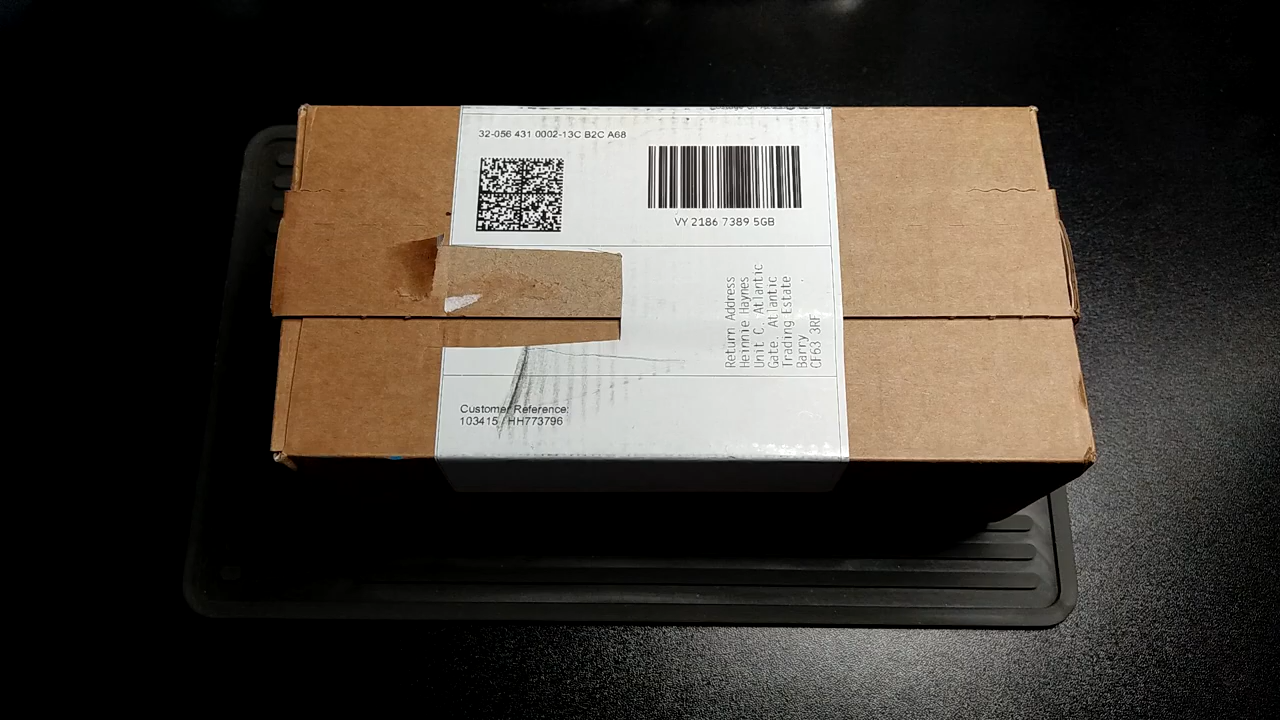 32-056 431 0002-13C B2C A68
VY 2186 7389 5GB
Return Address
Heinnie Haynes
Unit C, Atlantic
Gate, Atlantic
Trading Estate
Barry
CF63 3RF
Customer Reference:
103415 / HH773796